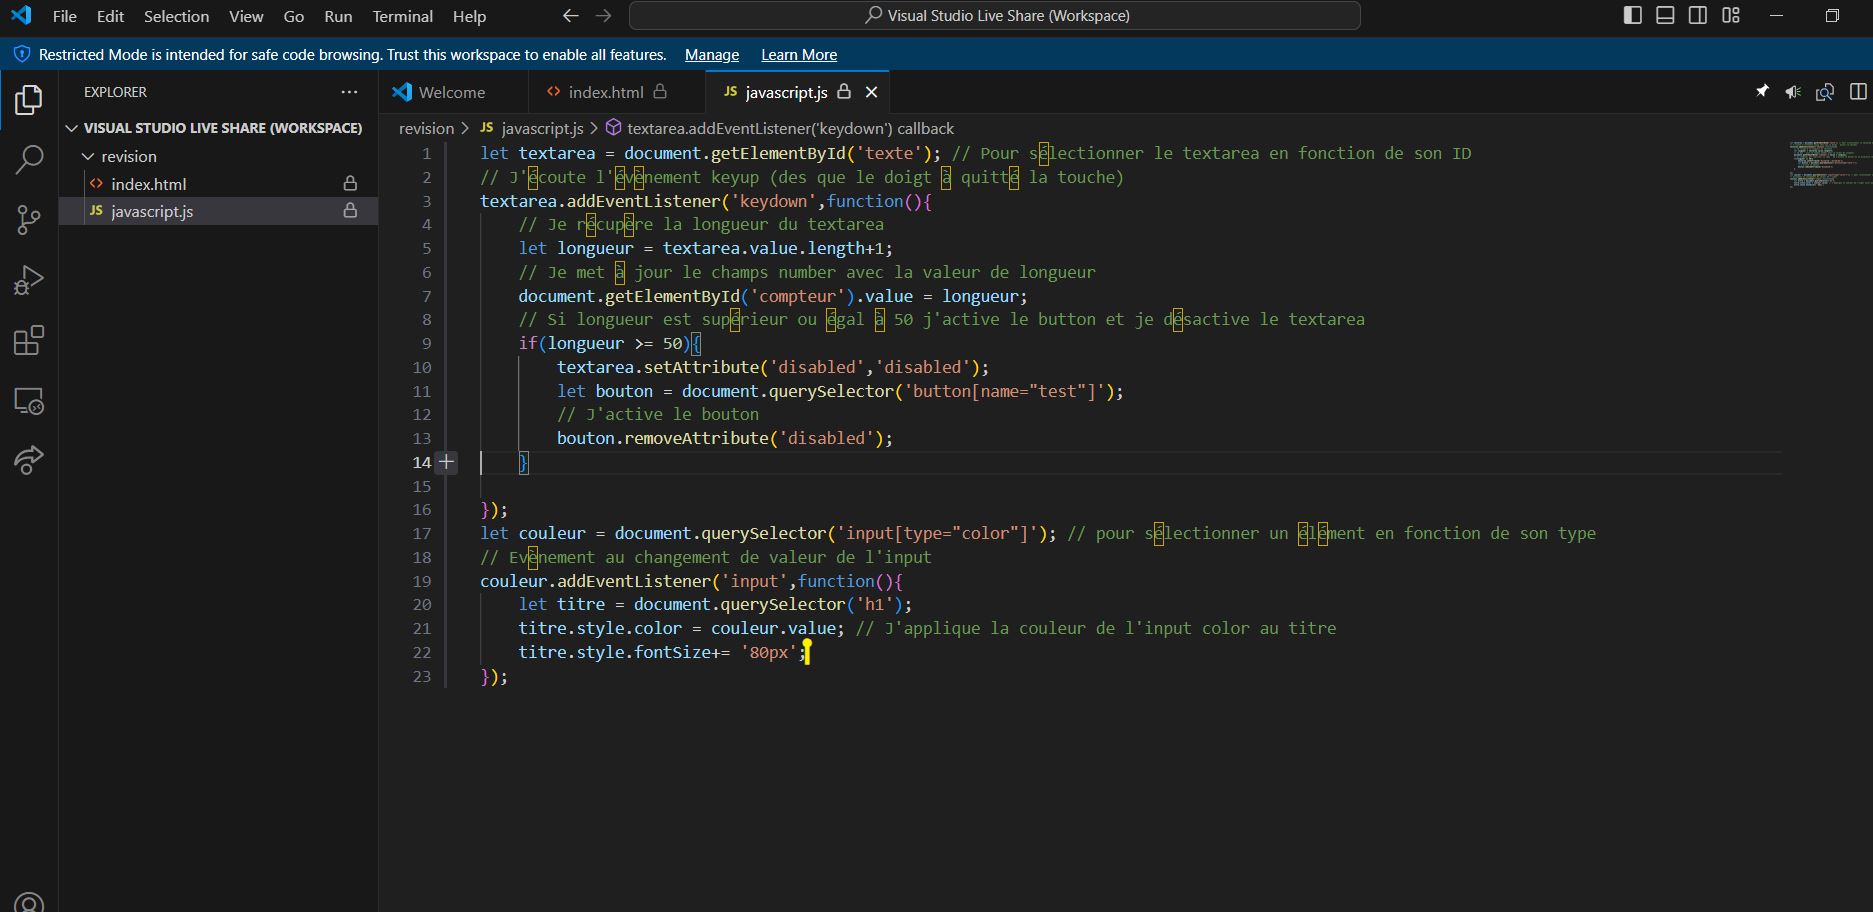 File Edit Selection View Go Run Terminal Help
Visual Studio Live Share (Workspace)
Restricted Mode is intended for safe code browsing. Trust this workspace to enable all features. Manage Learn More
EXPLORER
VISUAL STUDIO LIVE SHARE (WORKSPACE)
revision
index.html
JS javascript.js
Welcome
index.html
JS javascript.js
revision > JS javascript.js > textarea.addEventListener('keydown') callback
1 let textarea = document.getElementById('texte'); // Pour sélectionner le textarea en fonction de son ID
2 // J'écoute l'évènement keyup (des que le doigt à quitté la touche)
3 textarea.addEventListener('keydown',function(){
4 // Je récupère la longueur du textarea
5 let longueur = textarea.value.length+1;
6 // Je met à jour le champs number avec la valeur de longueur
7 document.getElementById('compteur').value = longueur;
8 // Si longueur est supérieur ou égal à 50 j'active le button et je désactive le textarea
9 if(longueur >= 50){
10 textarea.setAttribute('disabled','disabled');
11 let bouton = document.querySelector('button[name="test"]');
12 // J'active le bouton
13 bouton.removeAttribute('disabled');
14 }
15
16 });
17 let couleur = document.querySelector('input[type="color"]'); // pour sélectionner un élément en fonction de son type
18 // Evènement au changement de valeur de l'input
19 couleur.addEventListener('input',function(){
20 let titre = document.querySelector('h1');
21 titre.style.color = couleur.value; // J'applique la couleur de l'input color au titre
22 titre.style.fontSize+= '80px';
23 });